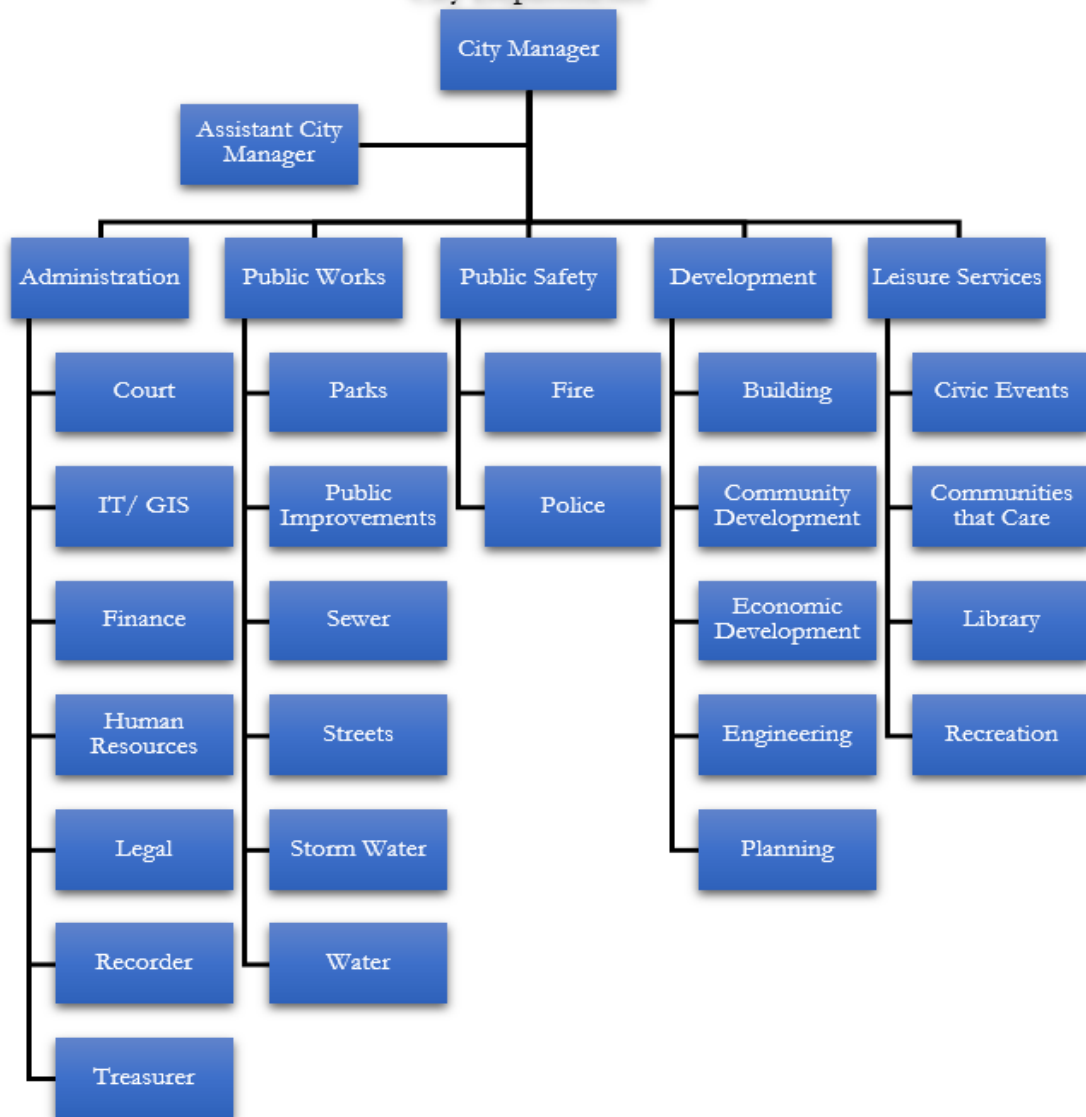 City Manager
Assistant City
Manager
Administration
Public Works
Public Safety
Development
Leisure Services
Court
IT/ GIS
Finance
Human
Resources
Legal
Recorder
Treasurer
Parks
Public
Improvements
Sewer
Streets
Storm Water
Water
Fire
Police
Building
Community
Development
Economic
Development
Engineering
Planning
Civic Events
Communities
that Care
Library
Recreation